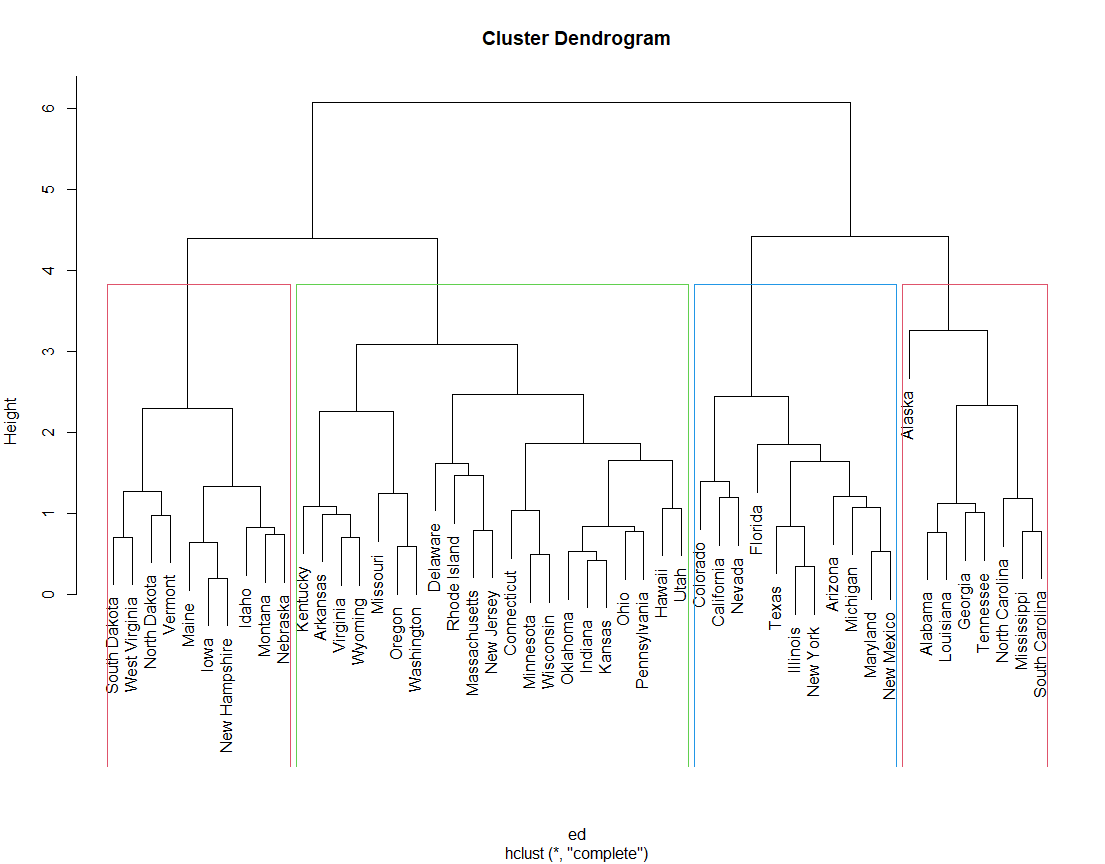 Cluster Dendrogram
Height
6
5
4
3
2
1
0
South Dakota
West Virginia
North Dakota
Vermont
Maine
Iowa
New Hampshire
Idaho
Montana
Nebraska
Kentucky
Arkansas
Virginia
Wyoming
Missouri
Oregon
Washington
Delaware
Rhode Island
Massachusetts
New Jersey
Connecticut
Minnesota
Wisconsin
Oklahoma
Indiana
Kansas
Ohio
Pennsylvania
Hawaii
Utah
Colorado
California
Nevada
Florida
Texas
Illinois
New York
Arizona
Michigan
Maryland
New Mexico
Alaska
Alabama
Louisiana
Georgia
Tennessee
North Carolina
Mississippi
South Carolina
ed
hclust (*, "complete")